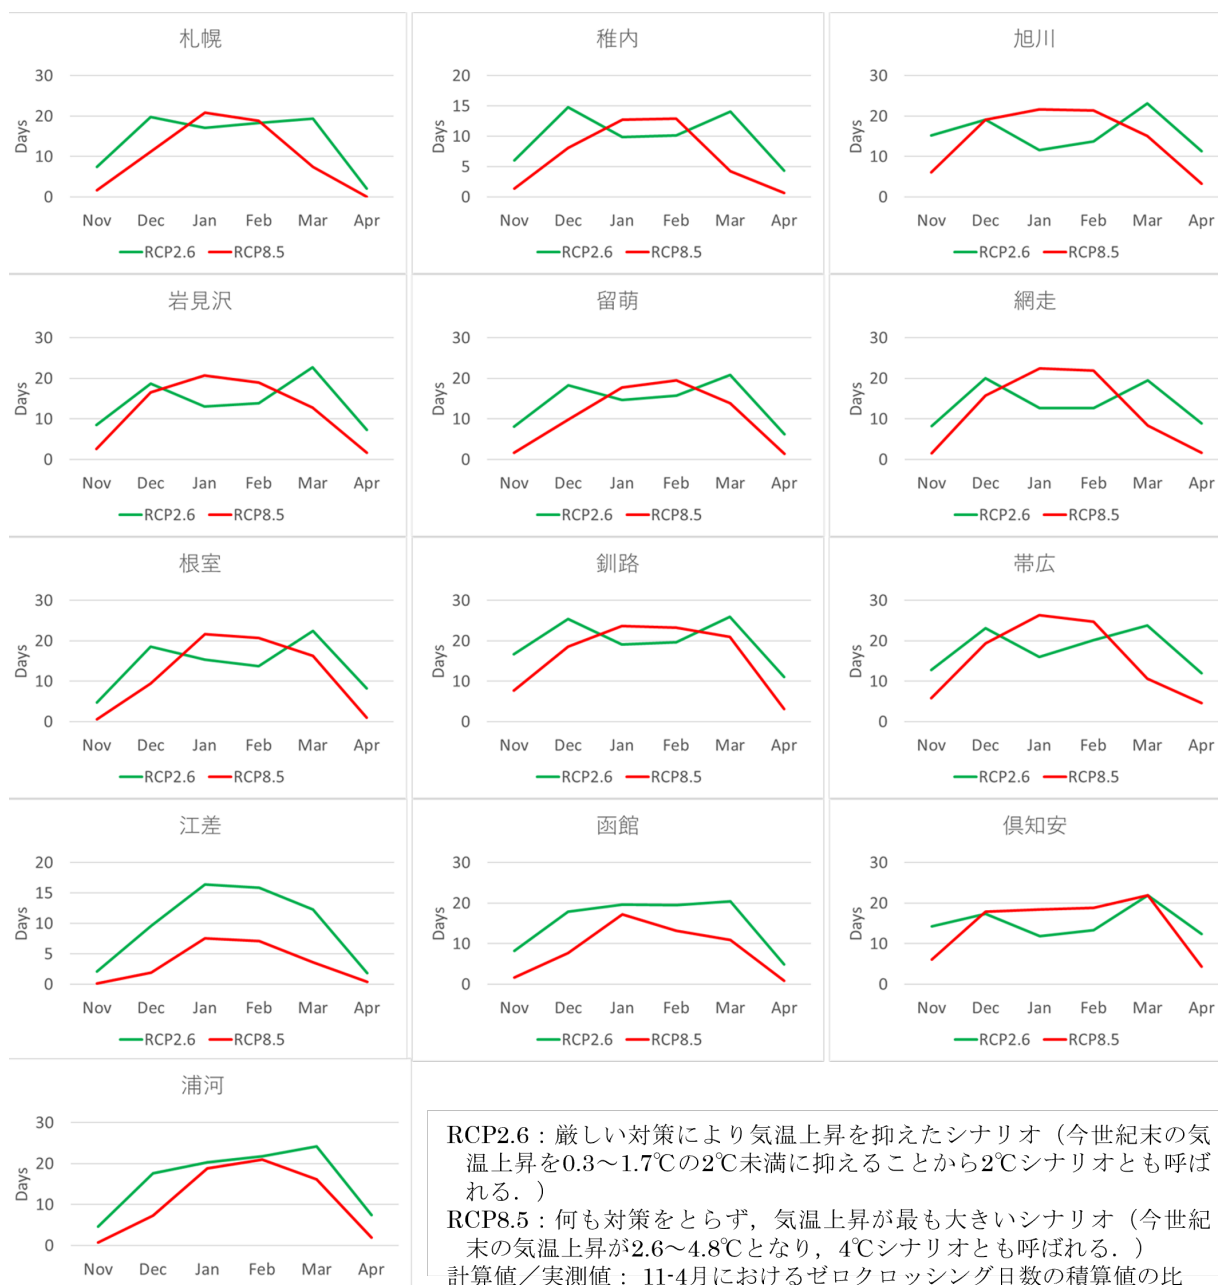 札幌
30
20
10
0
Days
Nov Dec Jan Feb Mar Apr
RCP2.6 RCP8.5
稚内
20
15
10
5
0
Days
Nov Dec Jan Feb Mar Apr
RCP2.6 RCP8.5
旭川
30
20
10
0
Days
Nov Dec Jan Feb Mar Apr
RCP2.6 RCP8.5
岩見沢
30
20
10
0
Days
Nov Dec Jan Feb Mar Apr
RCP2.6 RCP8.5
留萌
30
20
10
0
Days
Nov Dec Jan Feb Mar Apr
RCP2.6 RCP8.5
網走
30
20
10
0
Days
Nov Dec Jan Feb Mar Apr
RCP2.6 RCP8.5
根室
30
20
10
0
Days
Nov Dec Jan Feb Mar Apr
RCP2.6 RCP8.5
釧路
30
20
10
0
Days
Nov Dec Jan Feb Mar Apr
RCP2.6 RCP8.5
帯広
30
20
10
0
Days
Nov Dec Jan Feb Mar Apr
RCP2.6 RCP8.5
江差
20
15
10
5
0
Days
Nov Dec Jan Feb Mar Apr
RCP2.6 RCP8.5
函館
30
20
10
0
Days
Nov Dec Jan Feb Mar Apr
RCP2.6 RCP8.5
倶知安
30
20
10
0
Days
Nov Dec Jan Feb Mar Apr
RCP2.6 RCP8.5
浦河
30
20
10
0
Days
Nov Dec Jan Feb Mar Apr
RCP2.6：厳しい対策により気温上昇を抑えたシナリオ（今世紀末の気
温上昇を0.3～1.7℃の2℃未満に抑えることから2℃シナリオとも呼ば
れる．）
RCP8.5：何も対策をとらず，気温上昇が最も大きいシナリオ（今世紀
末の気温上昇が2.6～4.8℃となり，4℃シナリオとも呼ばれる．）
計算値／実測値：11-4月におけるゼロクロッシング日数の積算値の比